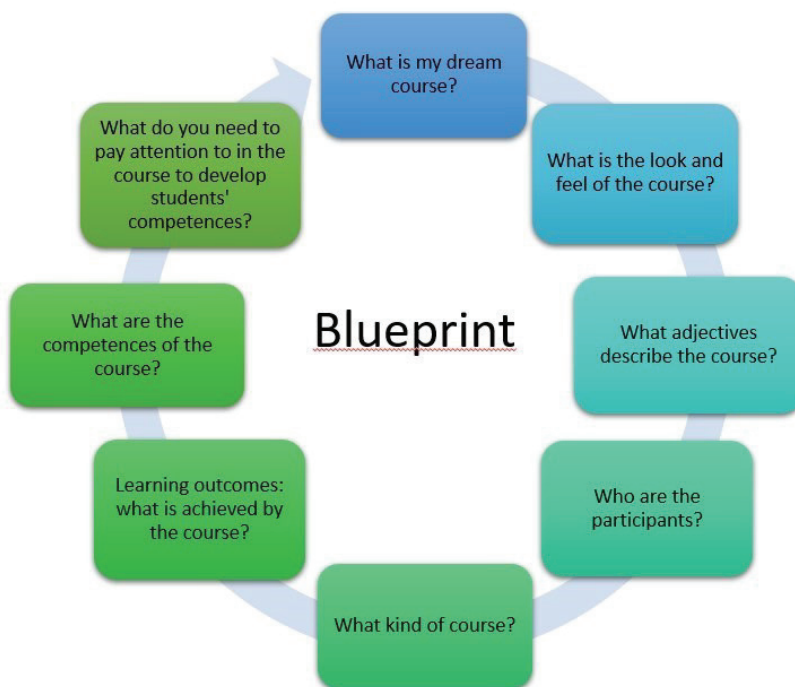 What is my dream
course?
What is the look and
feel of the course?
What adjectives
describe the course?
Who are the
participants?
What kind of course?
Learning outcomes:
what is achieved by
the course?
What are the
competences of the
course?
What do you need to
pay attention to in the
course to develop
students'
competences?
Blueprint